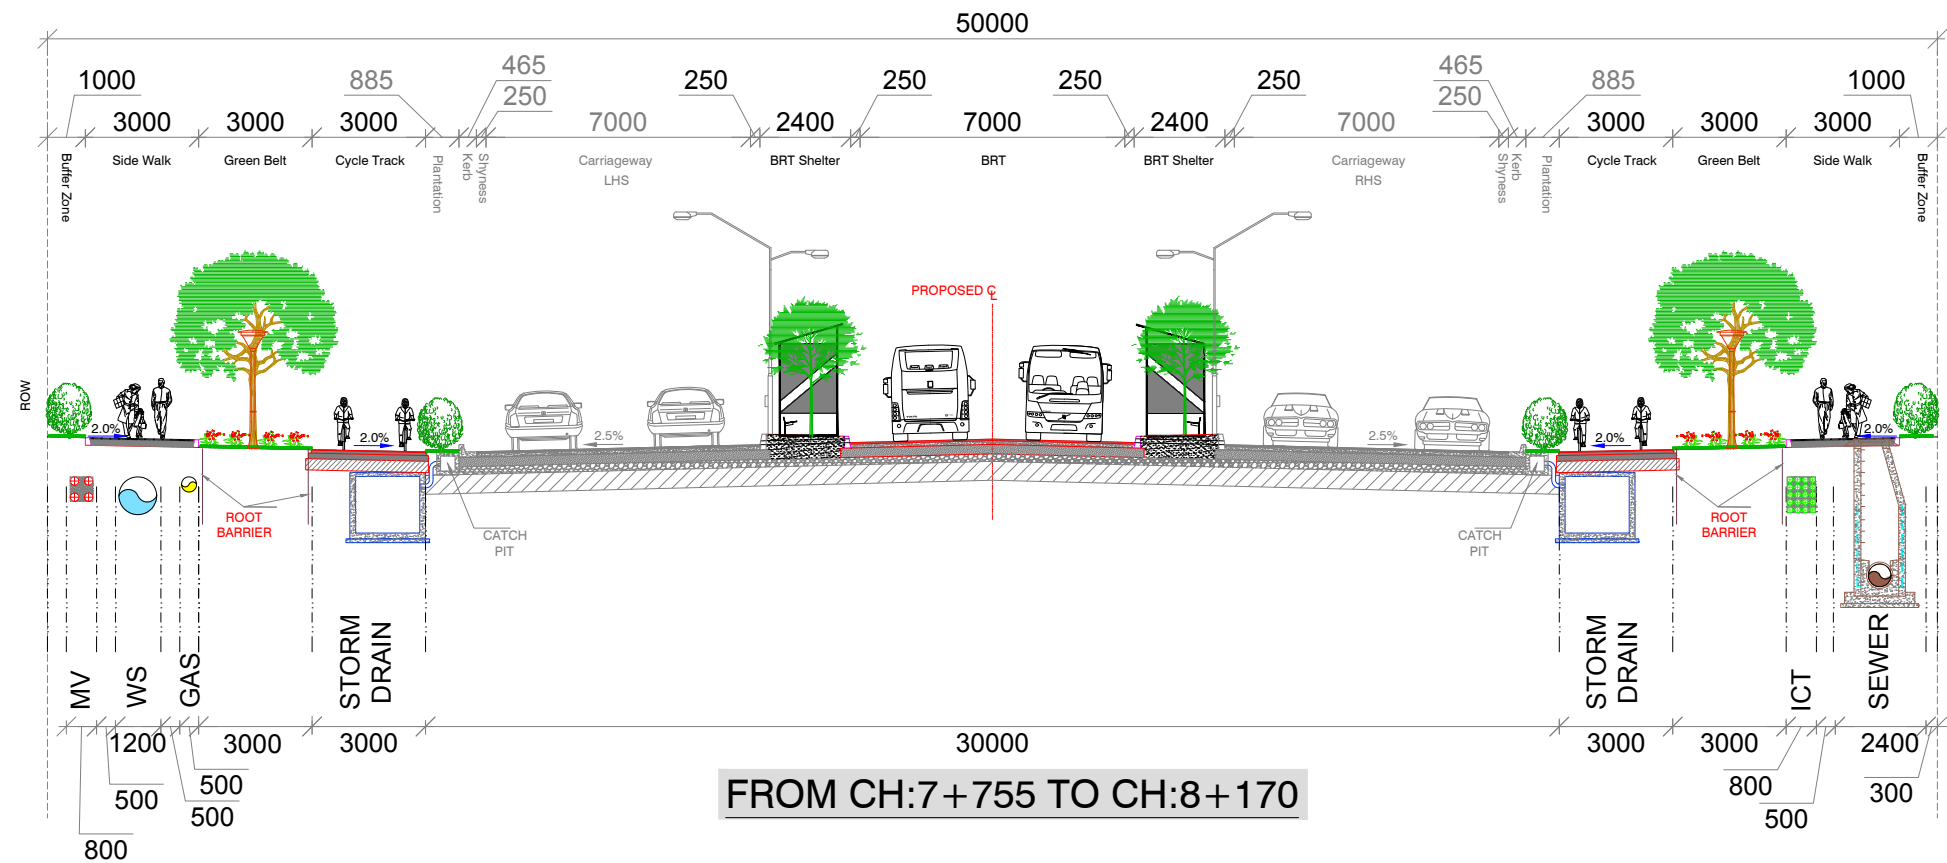 50000
1000
885
465
250
250
250
250
250
465
250
885
1000
3000
3000
3000
7000
2400
7000
2400
7000
3000
3000
3000
Buffer Zone
Side Walk
Green Belt
Cycle Track
Plantation
Kerb
Shyness
Carriageway
LHS
BRT Shelter
BRT
BRT Shelter
Carriageway
RHS
Shyness
Kerb
Plantation
Cycle Track
Green Belt
Side Walk
Buffer Zone
PROPOSED CL
ROW
2.0%
2.0%
2.5%
2.5%
2.0%
2.0%
ROOT
BARRIER
CATCH
PIT
CATCH
PIT
ROOT
BARRIER
MV
WS
GAS
STORM
DRAIN
STORM
DRAIN
ICT
SEWER
1200
3000
3000
30000
3000
3000
2400
500
500
500
800
800
500
300
FROM CH:7+755 TO CH:8+170